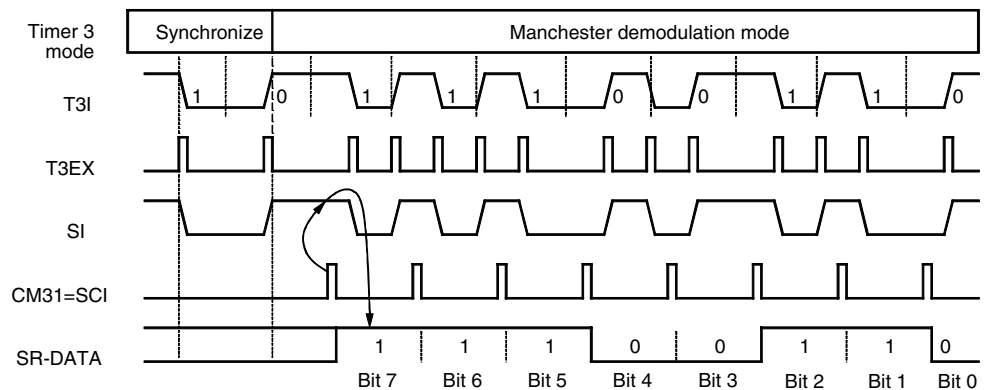 Timer 3 mode Synchronize Manchester demodulation mode
T3I 1 0 1 1 1 0 0 1 1 0
T3EX
SI
CM31=SCI
SR-DATA 1 1 1 0 0 1 1 0
Bit 7 Bit 6 Bit 5 Bit 4 Bit 3 Bit 2 Bit 1 Bit 0